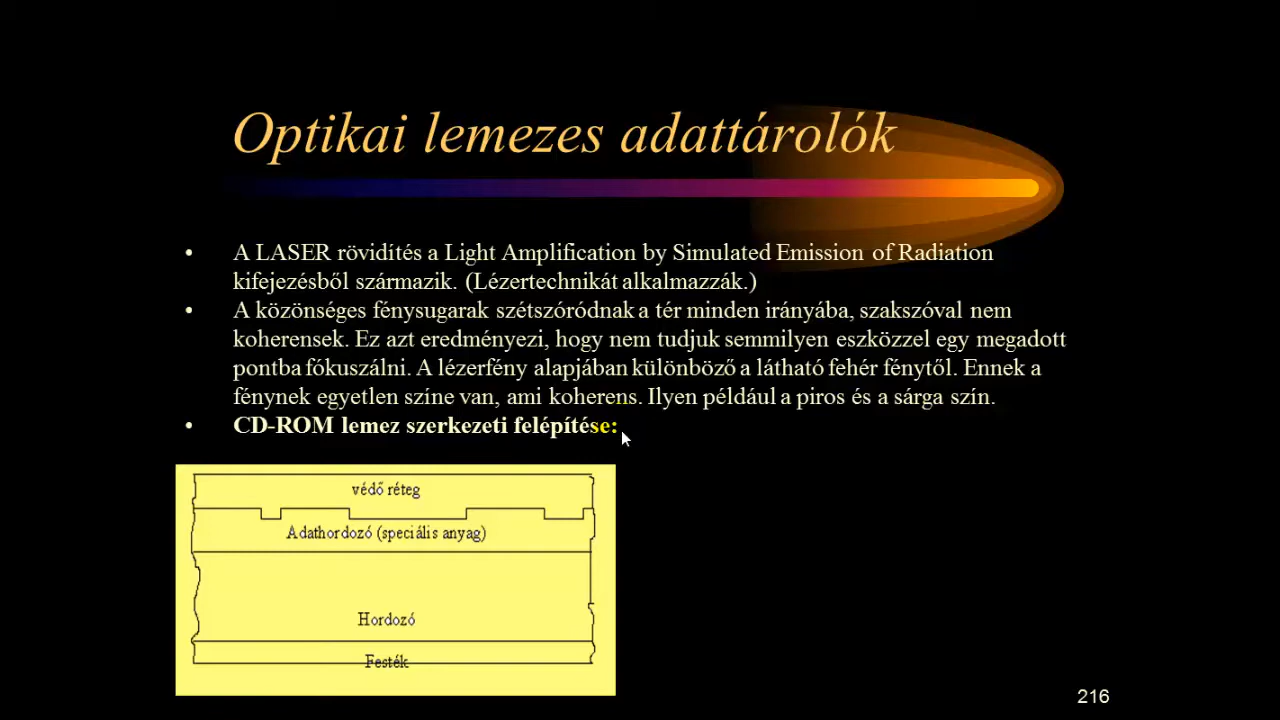 Optikai lemezes adattárolók
• A LASER rövidítés a Light Amplification by Simulated Emission of Radiation
kifejezésből származik. (Lézertechnikát alkalmazzák.)
• A közönséges fénysugarak szétszóródnak a tér minden irányába, szakszóval nem
koherensek. Ez azt eredményezi, hogy nem tudjuk semmilyen eszközzel egy megadott
pontba fókuszálni. A lézerfény alapjában különböző a látható fehér fénytől. Ennek a
fénynek egyetlen színe van, ami koherens. Ilyen például a piros és a sárga szín.
• CD-ROM lemez szerkezeti felépítése:
védő réteg
Adathordozó (speciális anyag)
Hordozó
Festék
216